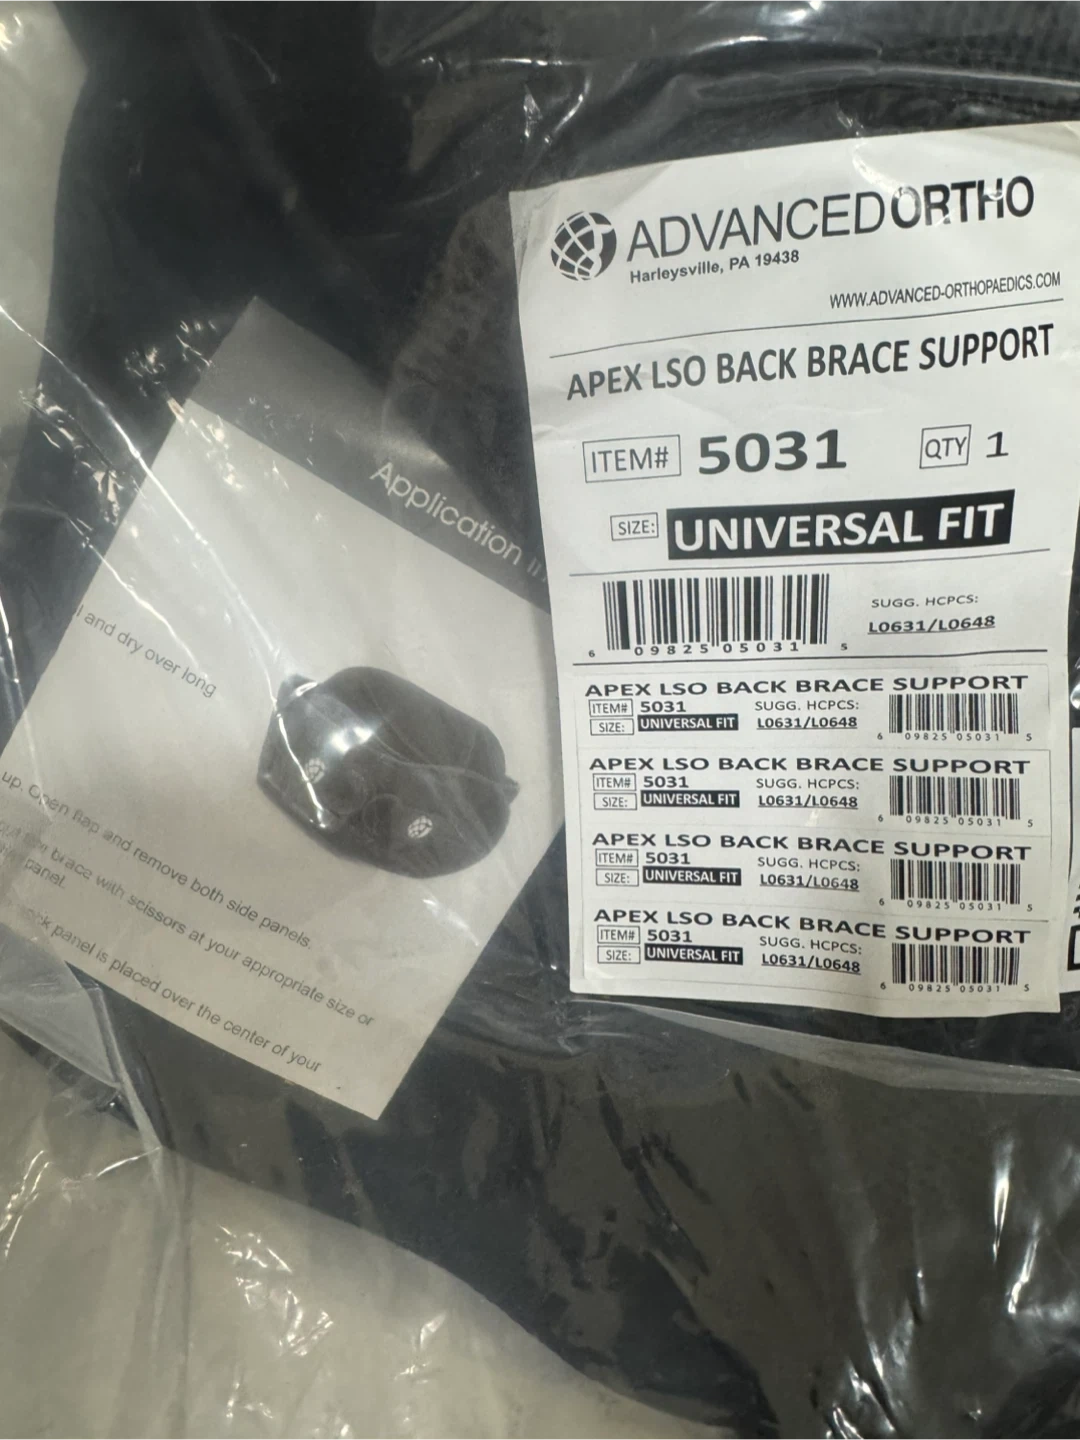 ADVANCEDORTHO
Harleysville, PA 19438
WWW.ADVANCED-ORTHOPAEDICS.COM
APEX LSO BACK BRACE SUPPORT
ITEM# 5031 QTY 1
SIZE: UNIVERSAL FIT
SUGG. HCPCS:
L0631/L0648
6 09825 05031 5
APEX LSO BACK BRACE SUPPORT
ITEM# 5031 SUGG. HCPCS:
SIZE: UNIVERSAL FIT L0631/L0648
6 09825 05031 5
APEX LSO BACK BRACE SUPPORT
ITEM# 5031 SUGG. HCPCS:
SIZE: UNIVERSAL FIT L0631/L0648
6 09825 05031 5
APEX LSO BACK BRACE SUPPORT
ITEM# 5031 SUGG. HCPCS:
SIZE: UNIVERSAL FIT L0631/L0648
6 09825 05031 5
APEX LSO BACK BRACE SUPPORT
ITEM# 5031 SUGG. HCPCS:
SIZE: UNIVERSAL FIT L0631/L0648
6 09825 05031 5
Application
and dry over long
up. Open flap and remove both side panels.
brace with scissors at your appropriate size or
panel.
panel is placed over the center of your